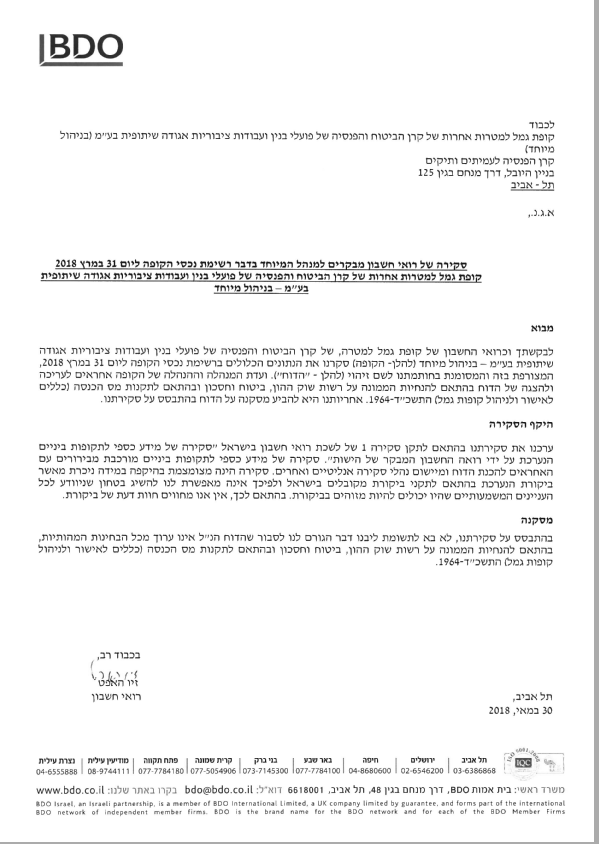 BDO
לכבוד
קופת גמל למטרות אחרות של קרן הביטוח והפנסיה של פועלי בנין ועבודות ציבוריות אגודה שיתופית בע"מ (בניהול
מיוחד)
קרן הפנסיה לעמיתים ותיקים
בניין היובל, דרך מנחם בגין 125
תל - אביב
א.ג.נ.,
סקירה של רואי חשבון מבקרים למנהל המיוחד בדבר רשימת נכסי הקופה ליום 31 במרץ 2018
קופת גמל למטרות אחרות של קרן הביטוח והפנסיה של פועלי בנין ועבודות ציבוריות אגודה שיתופית
בע"מ – בניהול מיוחד
מבוא
לבקשתך וכרואי החשבון של קופת גמל למטרה, של קרן הביטוח והפנסיה של פועלי בנין ועבודות ציבוריות אגודה
שיתופית בע"מ – בניהול מיוחד (להלן- הקופה) סקרנו את הנתונים הכלולים ברשימת נכסי הקופה ליום 31 במרץ 2018,
המצורפת בזה והמסומנת בחותמתנו לשם זיהוי (להלן - "הדוח"). ועדת המנהלה וההנהלה של הקופה אחראים לעריכה
ולהצגה של הדוח בהתאם להנחיות הממונה על רשות שוק ההון, ביטוח וחסכון ובהתאם לתקנות מס הכנסה (כללים
לאישור ולניהול קופות גמל) התשכ"ד-1964. אחריותנו היא להביע מסקנה על הדוח בהתבסס על סקירתנו.
היקף הסקירה
ערכנו את סקירתנו בהתאם לתקן סקירה 1 של לשכת רואי חשבון בישראל "סקירה של מידע כספי לתקופות ביניים
הנערכת על ידי רואה החשבון המבקר של הישות". סקירה של מידע כספי לתקופות ביניים מורכבת מבירורים עם
האחראים להכנת הדוח ומיישום נהלי סקירה אנליטיים ואחרים. סקירה הינה מצומצמת בהיקפה במידה ניכרת מאשר
ביקורת הנערכת בהתאם לתקני ביקורת מקובלים בישראל ולפיכך אינה מאפשרת לנו להשיג בטחון שניוודע לכל
העניינים המשמעותיים שהיו יכולים להיות מזוהים בביקורת. בהתאם לכך, אין אנו מחווים חוות דעת של ביקורת.
מסקנה
בהתבסס על סקירתנו, לא בא לתשומת ליבנו דבר הגורם לנו לסבור שהדוח הנ"ל אינו ערוך מכל הבחינות המהותיות,
בהתאם להנחיות הממונה על רשות שוק ההון, ביטוח וחסכון ובהתאם לתקנות מס הכנסה (כללים לאישור ולניהול
קופות גמל) התשכ"ד-1964.
בכבוד רב,
זיו האפט
רואי חשבון
תל אביב,
30 במאי, 2018
תל אביב ירושלים חיפה באר שבע בני ברק קרית שמונה פתח תקווה מודיעין עילית נצרת עילית
03-6386868 02-6546200 04-8680600 077-7784100 073-7145300 077-5054906 077-7784180 08-9744111 04-6555888
ISO 9001:2008
IQC
משרד ראשי: בית אמות BDO, דרך מנחם בגין 48, תל אביב, 6618001 דוא"ל: bdo@bdo.co.il בקרו באתר שלנו: www.bdo.co.il
BDO Israel, an Israeli partnership, is a member of BDO International Limited, a UK company limited by guarantee, and forms part of the international
BDO network of independent member firms. BDO is the brand name for the BDO network and for each of the BDO Member Firms